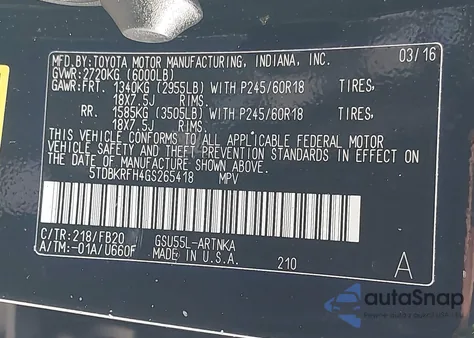 MFD.BY:TOYOTA MOTOR MANUFACTURING, INDIANA, INC. 03/16
GVWR:2720KG (6000LB)
GAWR:FRT. 1340KG (2955LB) WITH P245/60R18 TIRES,
18X7.5J RIMS.
RR. 1585KG (3505LB) WITH P245/60R18 TIRES,
18X7.5J RIMS.
THIS VEHICLE CONFORMS TO ALL APPLICABLE FEDERAL MOTOR
VEHICLE SAFETY AND THEFT PREVENTION STANDARDS IN EFFECT ON
THE DATE OF MANUFACTURE SHOWN ABOVE.
5TDBKRFH4GS265418 MPV
C/TR:218/FB20 GSU55L-ARTNKA
A/TM:-01A/U660F MADE IN U.S.A. 210 A
autoSnap